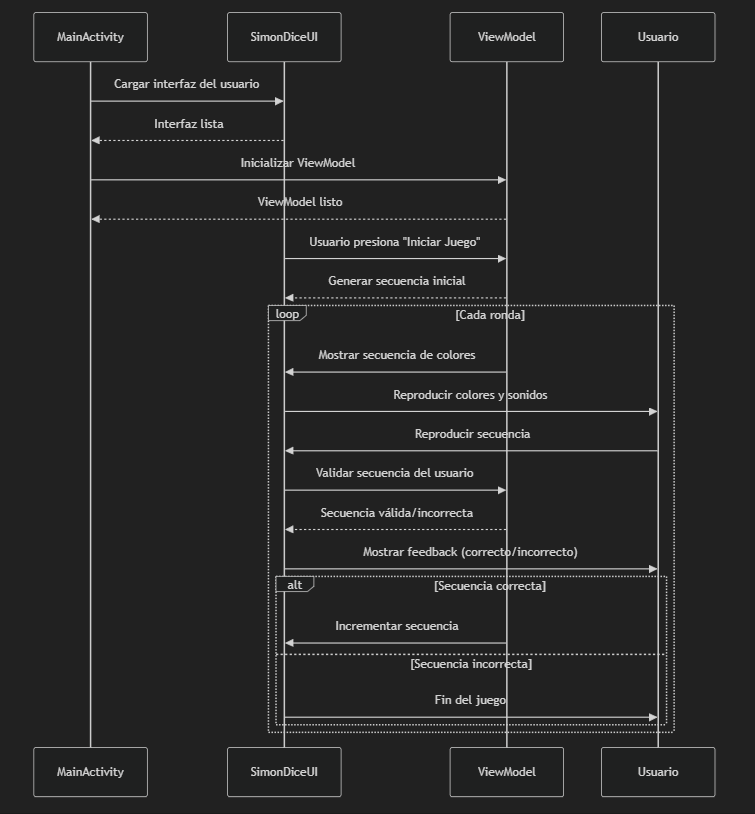 MainActivity
SimonDiceUI
ViewModel
Usuario
Cargar interfaz del usuario
Interfaz lista
Inicializar ViewModel
ViewModel listo
Usuario presiona "Iniciar Juego"
Generar secuencia inicial
loop
[Cada ronda]
Mostrar secuencia de colores
Reproducir colores y sonidos
Reproducir secuencia
Validar secuencia del usuario
Secuencia válida/incorrecta
Mostrar feedback (correcto/incorrecto)
alt
[Secuencia correcta]
Incrementar secuencia
[Secuencia incorrecta]
Fin del juego
MainActivity
SimonDiceUI
ViewModel
Usuario